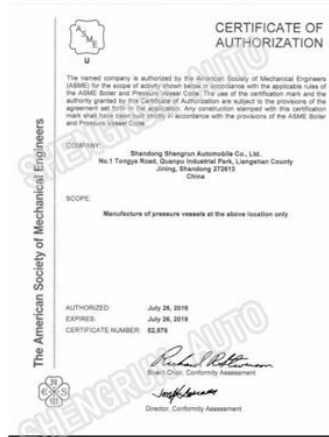 CERTIFICATE OF
AUTHORIZATION
ASME
U
The named company is authorized by the American Society of Mechanical Engineers
(ASME) for the scope of activity shown below in accordance with the applicable rules of
the ASME Boiler and Pressure Vessel Code. The use of the certification mark and the
authority granted by this Certificate of Authorization are subject to the provisions of the
agreement set forth in the application. Any construction stamped with this certification
mark shall have been built strictly in accordance with the provisions of the ASME Boiler
and Pressure Vessel Code.
COMPANY:
Shandong Shengrun Automobile Co., Ltd.
No.1 Tongya Road, Quanpu Industrial Park, Liangshan County
Jining, Shandong 272613
China
SCOPE:
Manufacture of pressure vessels at the above location only
AUTHORIZED: July 26, 2016
EXPIRES: July 26, 2019
CERTIFICATE NUMBER: 52,879
Board Chair, Conformity Assessment
Director, Conformity Assessment
The American Society of Mechanical Engineers
SHENGRUN AUTO
SHENGRUN AUTO
SHENGRUN AUTO